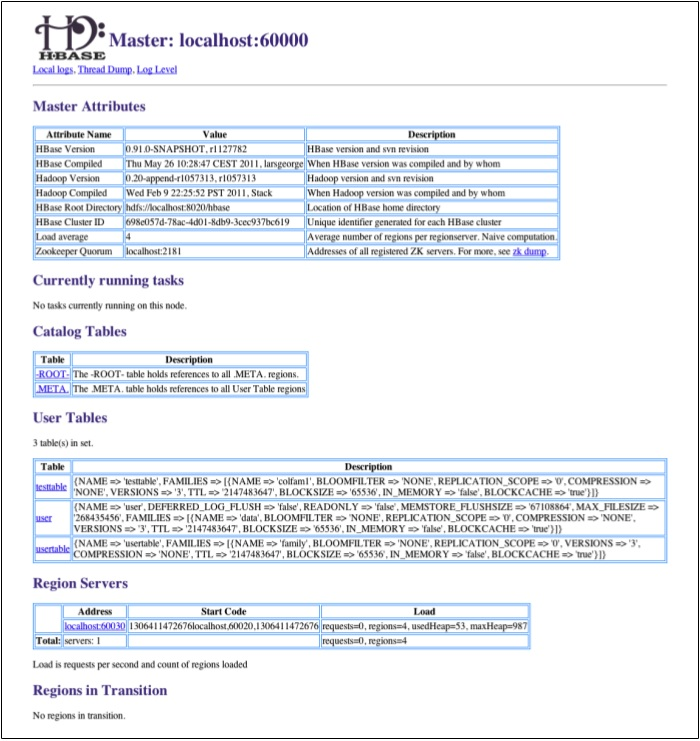 HBASE
Master: localhost:60000
Local logs, Thread Dump, Log Level
Master Attributes
Attribute Name Value Description
HBase Version 0.91.0-SNAPSHOT, r1127782 HBase version and svn revision
HBase Compiled Thu May 26 10:28:47 CEST 2011, larsgeorge When HBase version was compiled and by whom
Hadoop Version 0.20-append-r1057313, r1057313 Hadoop version and svn revision
Hadoop Compiled Wed Feb 9 22:25:52 PST 2011, Stack When Hadoop version was compiled and by whom
HBase Root Directory hdfs://localhost:8020/hbase Location of HBase home directory
HBase Cluster ID 698e057d-78ac-4d01-8db9-3cec937bc619 Unique identifier generated for each HBase cluster
Load average 4 Average number of regions per regionserver. Naive computation.
Zookeeper Quorum localhost:2181 Addresses of all registered ZK servers. For more, see zk dump.
Currently running tasks
No tasks currently running on this node.
Catalog Tables
Table Description
-ROOT- The -ROOT- table holds references to all .META. regions.
.META. The .META. table holds references to all User Table regions
User Tables
3 table(s) in set.
Table Description
testtable {NAME => 'testtable', FAMILIES => [{NAME => 'colfam1', BLOOMFILTER => 'NONE', REPLICATION_SCOPE => '0', COMPRESSION =>
'NONE', VERSIONS => '3', TTL => '2147483647', BLOCKSIZE => '65536', IN_MEMORY => 'false', BLOCKCACHE => 'true'}]}
user {NAME => 'user', DEFERRED_LOG_FLUSH => 'false', READONLY => 'false', MEMSTORE_FLUSHSIZE => '67108864', MAX_FILESIZE =>
'268435456', FAMILIES => [{NAME => 'data', BLOOMFILTER => 'NONE', REPLICATION_SCOPE => '0', COMPRESSION => 'NONE',
VERSIONS => '3', TTL => '2147483647', BLOCKSIZE => '65536', IN_MEMORY => 'false', BLOCKCACHE => 'true'}]}
usertable {NAME => 'usertable', FAMILIES => [{NAME => 'family', BLOOMFILTER => 'NONE', REPLICATION_SCOPE => '0', VERSIONS => '3',
COMPRESSION => 'NONE', TTL => '2147483647', BLOCKSIZE => '65536', IN_MEMORY => 'false', BLOCKCACHE => 'true'}]}
Region Servers
Address Start Code Load
localhost:60030 1306411472676localhost,60020,1306411472676 requests=0, regions=4, usedHeap=53, maxHeap=987
Total: servers: 1 requests=0, regions=4
Load is requests per second and count of regions loaded
Regions in Transition
No regions in transition.